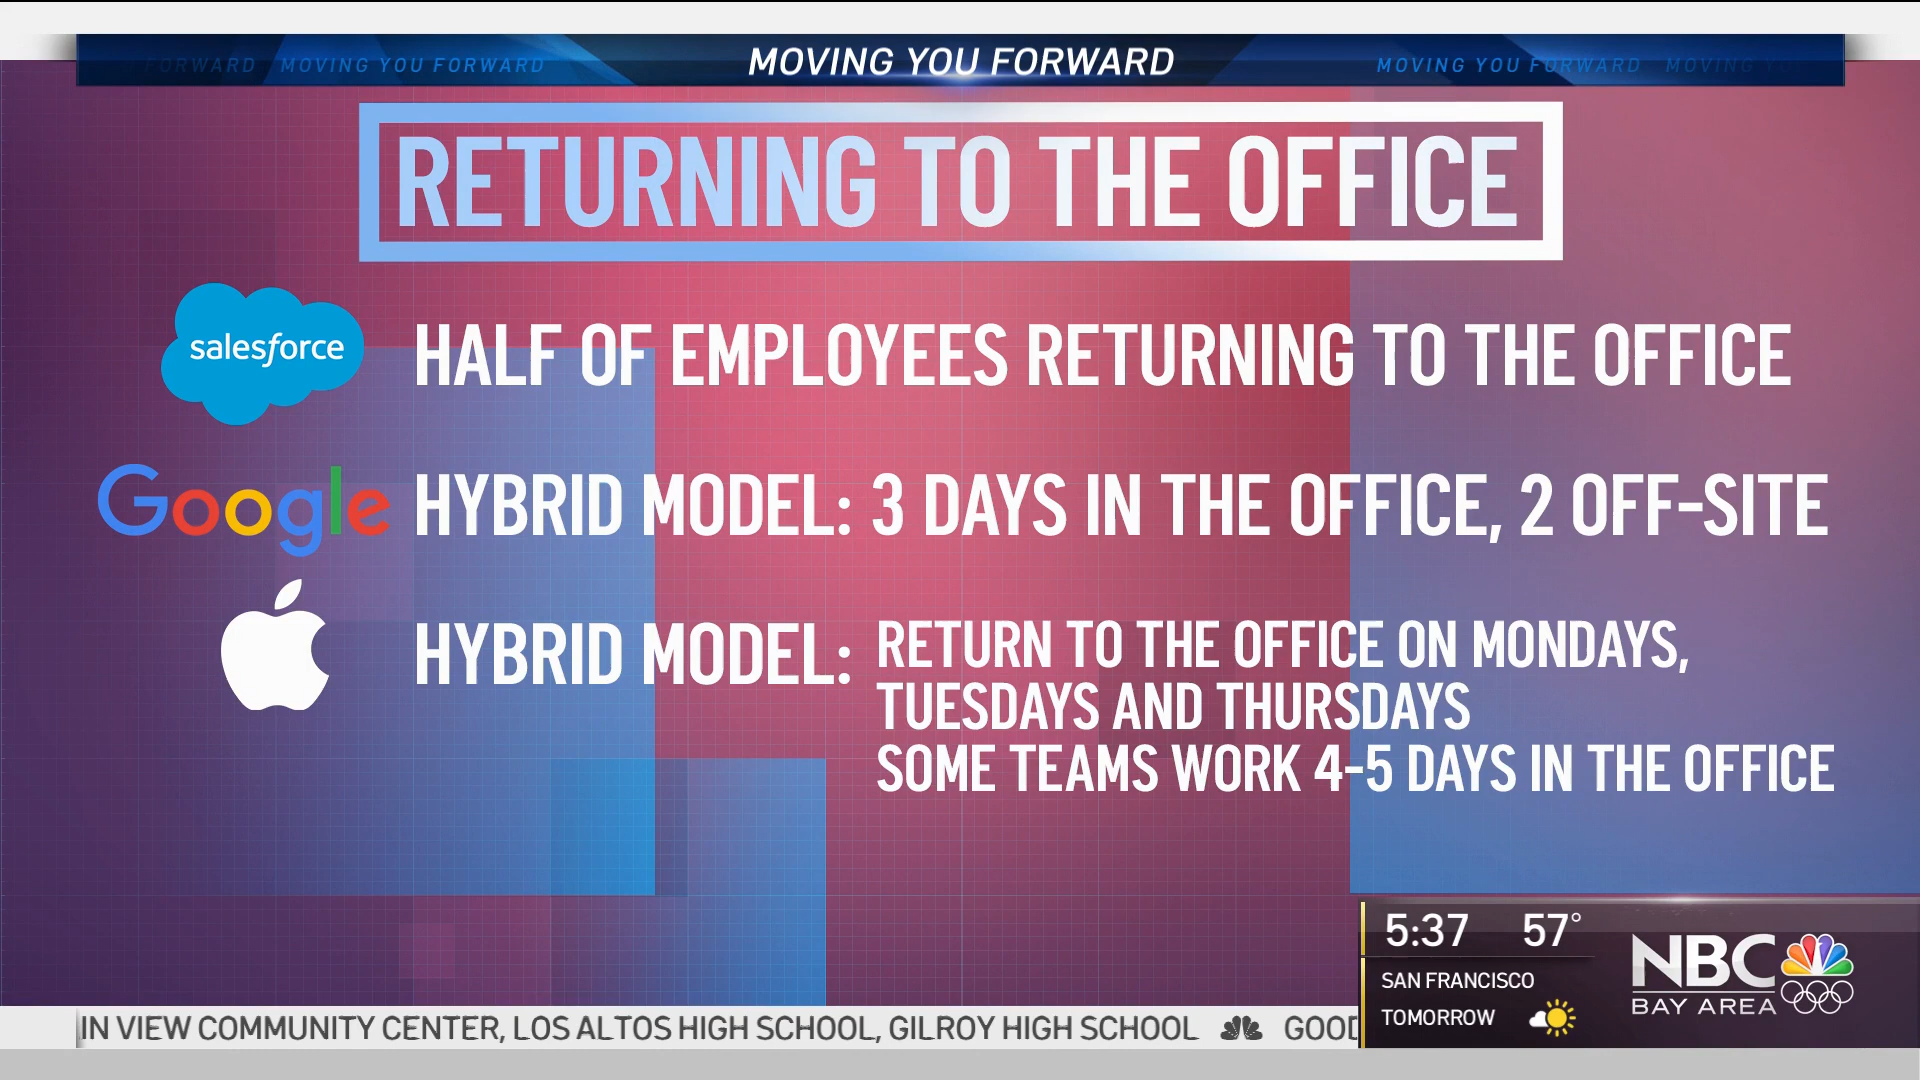 MOVING YOU FORWARD
ORWARD MOVING YOU FORWARD
MOVING YOU FORWARD MOVING
RETURNING TO THE OFFICE
salesforce
HALF OF EMPLOYEES RETURNING TO THE OFFICE
Google
HYBRID MODEL: 3 DAYS IN THE OFFICE, 2 OFF-SITE
HYBRID MODEL: RETURN TO THE OFFICE ON MONDAYS,
TUESDAYS AND THURSDAYS
SOME TEAMS WORK 4-5 DAYS IN THE OFFICE
5:37 57°
SAN FRANCISCO
TOMORROW
NBC
BAY AREA
IN VIEW COMMUNITY CENTER, LOS ALTOS HIGH SCHOOL, GILROY HIGH SCHOOL GOOD